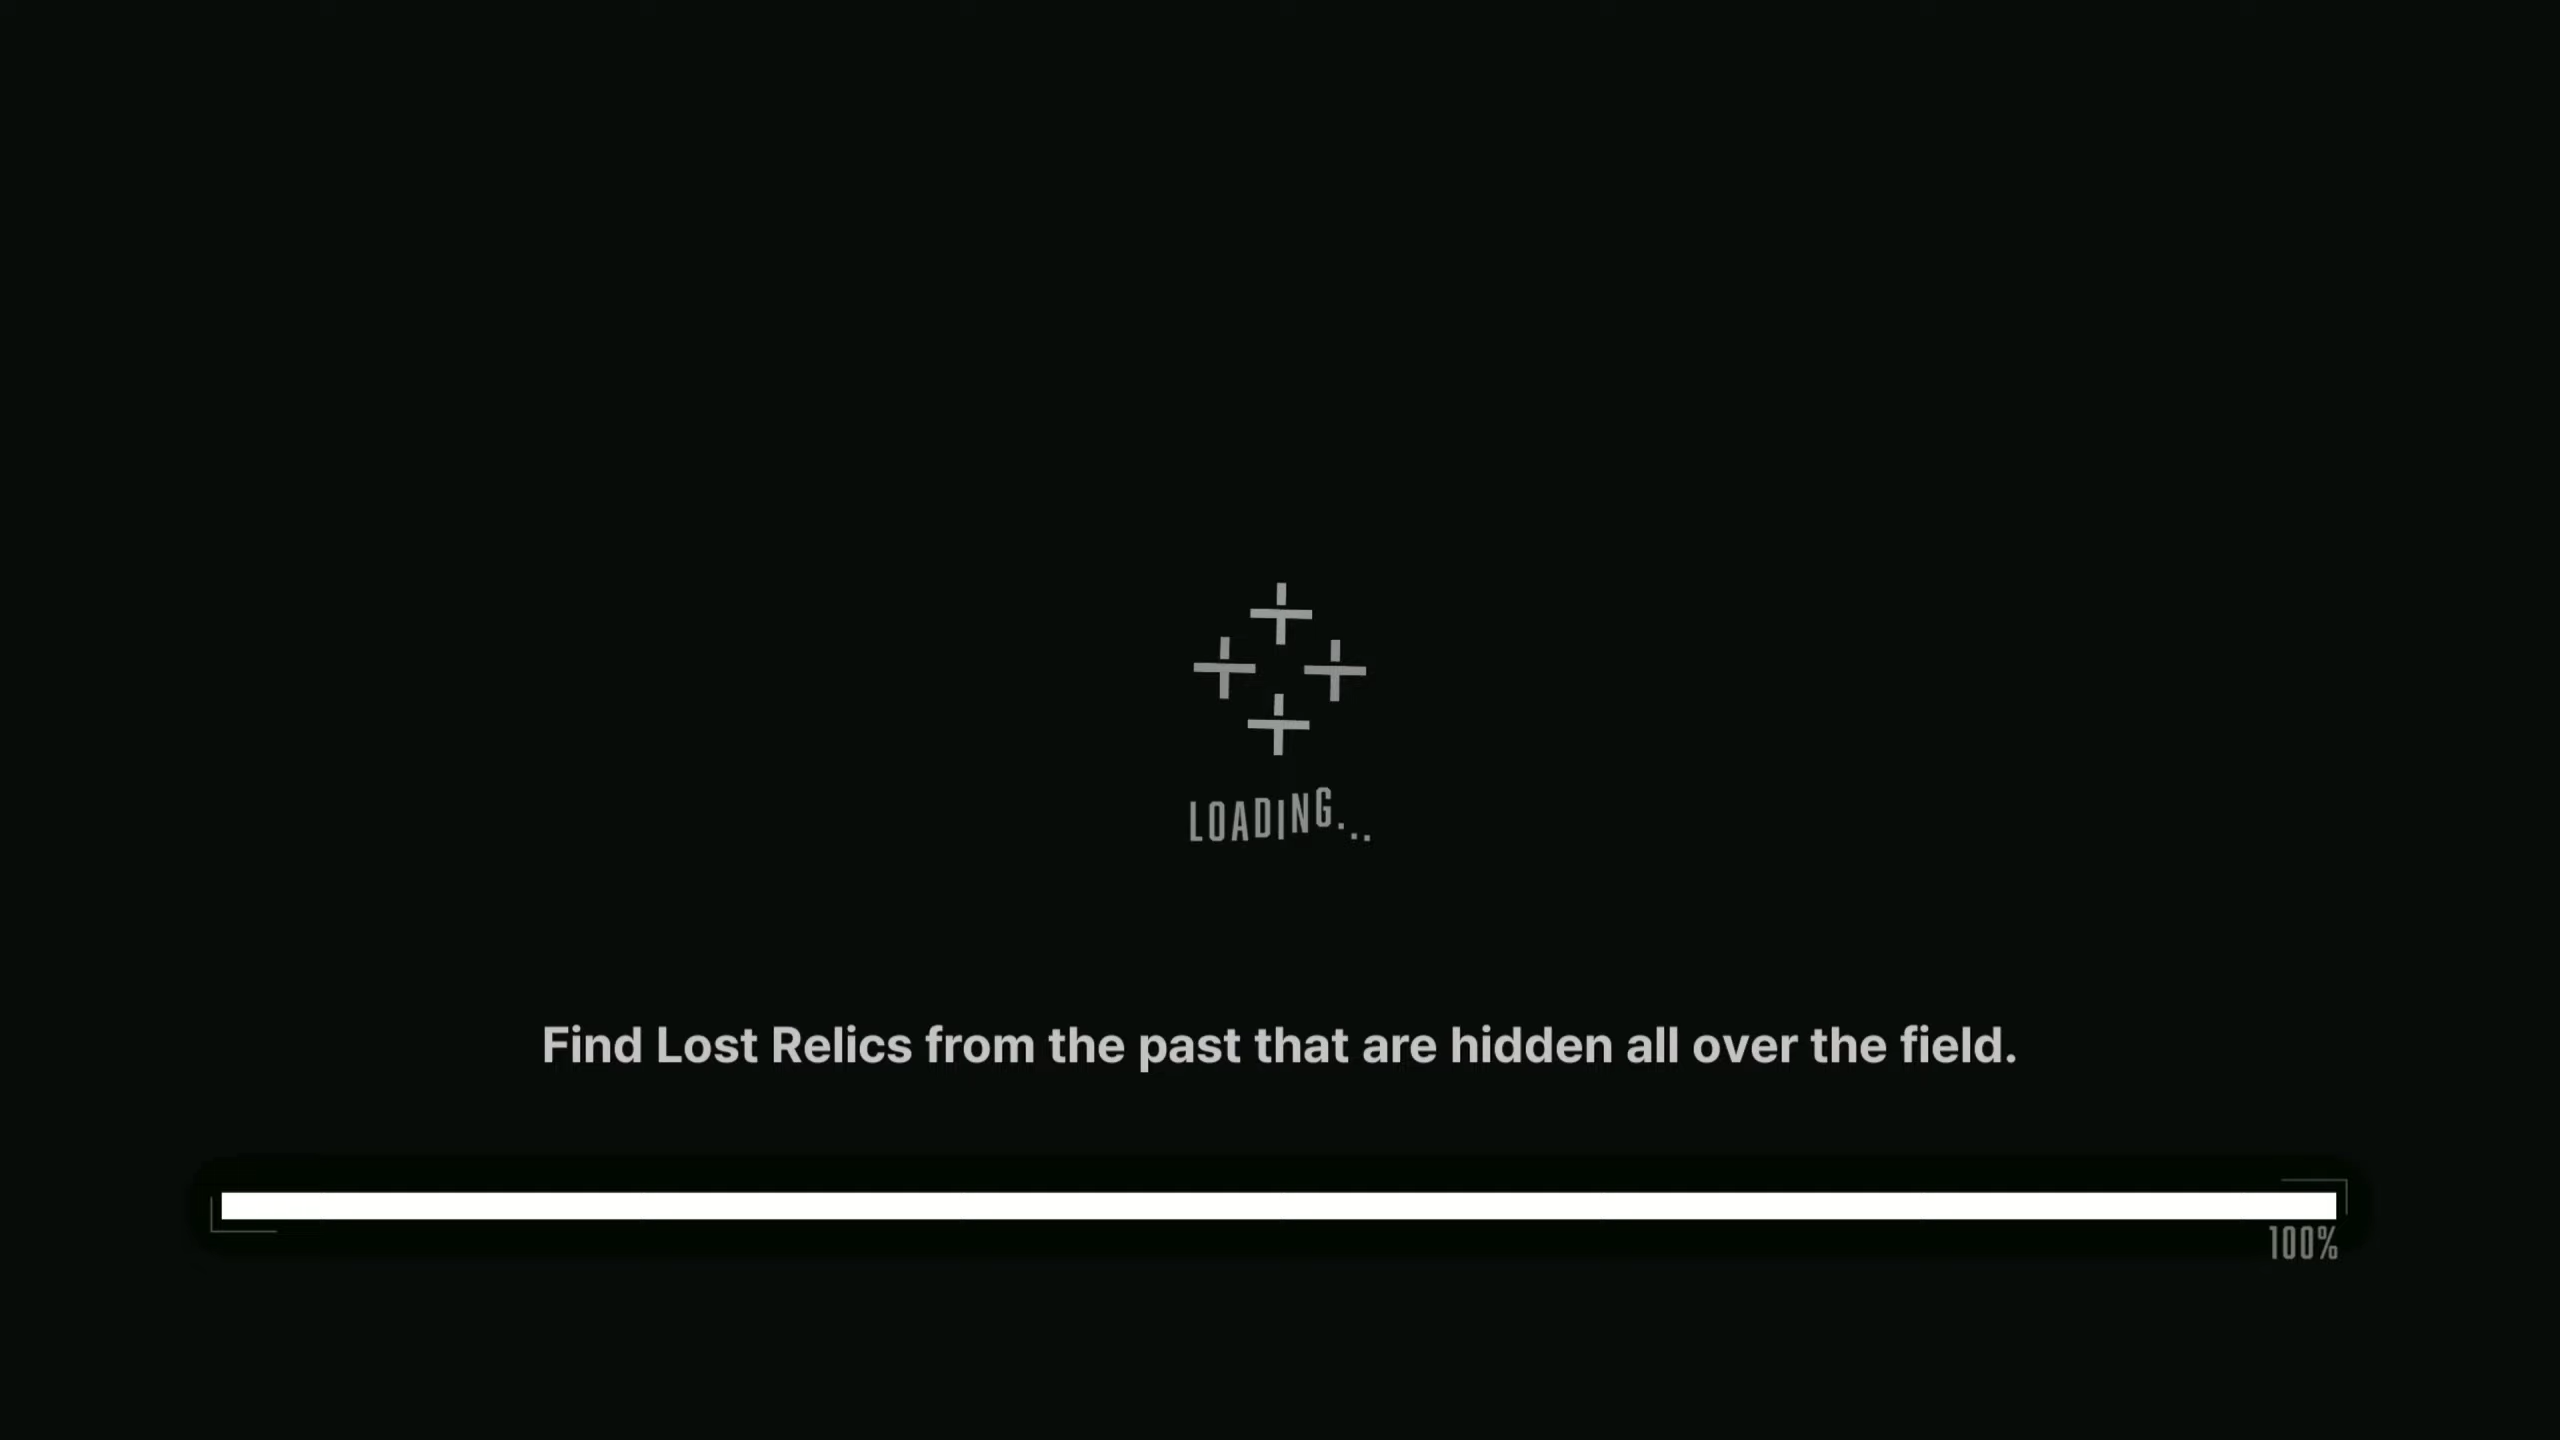 LOADING...
Find Lost Relics from the past that are hidden all over the field.
100%